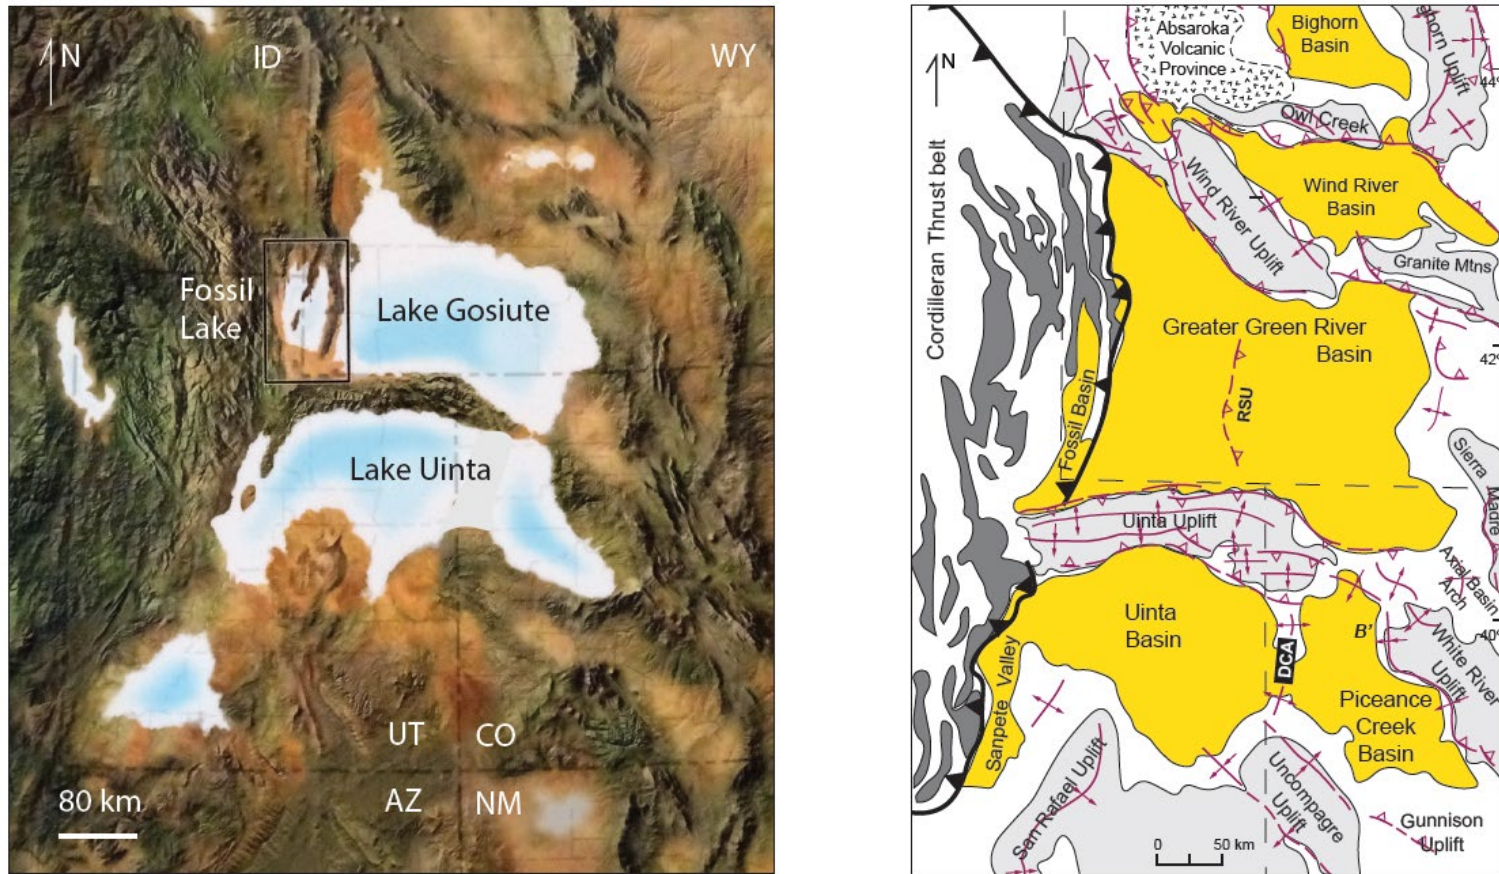 N
ID
WY
Fossil
Lake
Lake Gosiute
Lake Uinta
UT
CO
AZ
NM
80 km
N
Absaroka
Volcanic
Province
Bighorn
Basin
ghorn Uplift
44°
Owl Creek
Cordilleran Thrust belt
Wind River Uplift
Wind River
Basin
Granite Mtns
Greater Green River
Basin
42°
RSU
Fossil Basin
Sierra
Madre
Uinta Uplift
Axial Basin
Arch
Uinta
Basin
B'
40°
White River
Uplift
DCA
Sanpete Valley
Piceance
Creek
Basin
San Rafael Uplift
Uncompagre
Uplift
Gunnison
Uplift
0
50 km